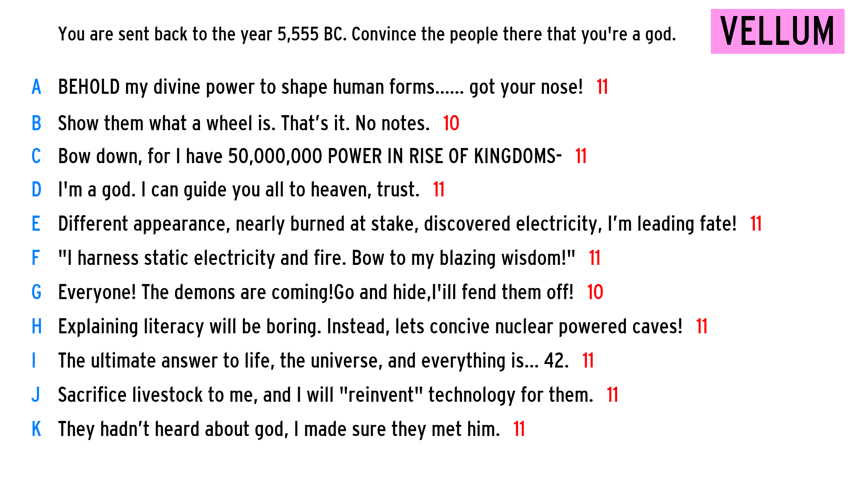 You are sent back to the year 5,555 BC. Convince the people there that you're a god.
VELLUM
A BEHOLD my divine power to shape human forms...... got your nose! 11
B Show them what a wheel is. That’s it. No notes. 10
C Bow down, for I have 50,000,000 POWER IN RISE OF KINGDOMS- 11
D I'm a god. I can guide you all to heaven, trust. 11
E Different appearance, nearly burned at stake, discovered electricity, I’m leading fate! 11
F "I harness static electricity and fire. Bow to my blazing wisdom!" 11
G Everyone! The demons are coming!Go and hide,I'ill fend them off! 10
H Explaining literacy will be boring. Instead, lets concive nuclear powered caves! 11
I The ultimate answer to life, the universe, and everything is... 42. 11
J Sacrifice livestock to me, and I will "reinvent" technology for them. 11
K They hadn’t heard about god, I made sure they met him. 11